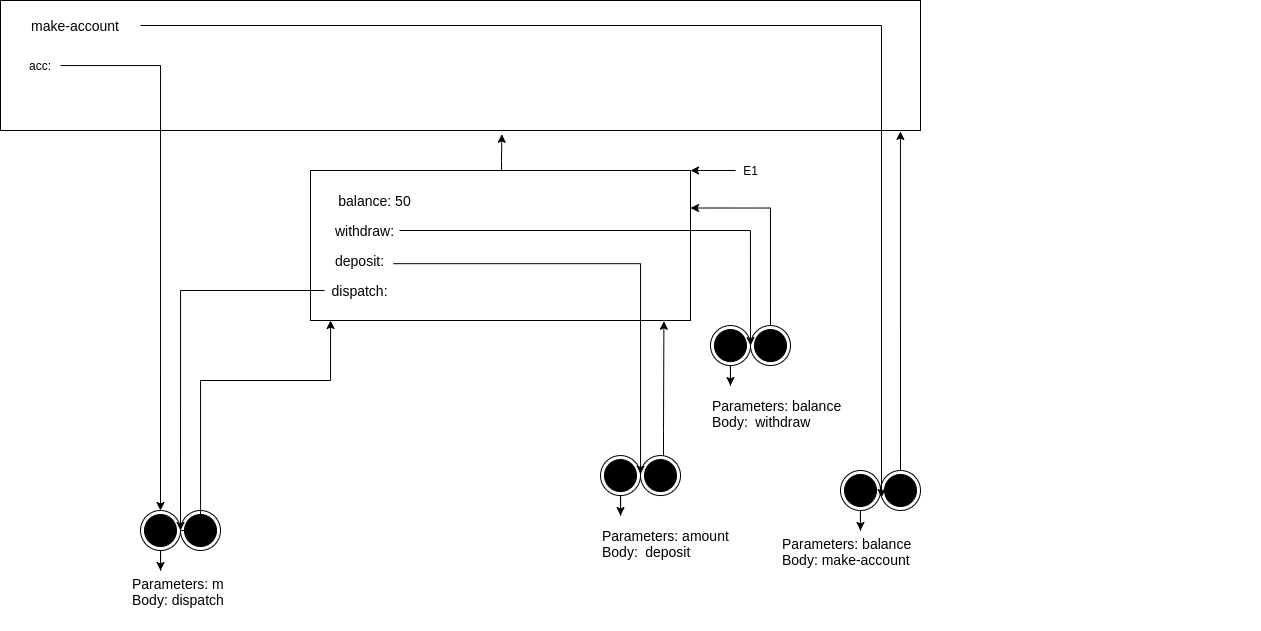 make-account
acc:
E1
balance: 50
withdraw:
deposit:
dispatch:
Parameters: balance
Body:  withdraw
Parameters: amount
Body:  deposit
Parameters: balance
Body: make-account
Parameters: m
Body: dispatch